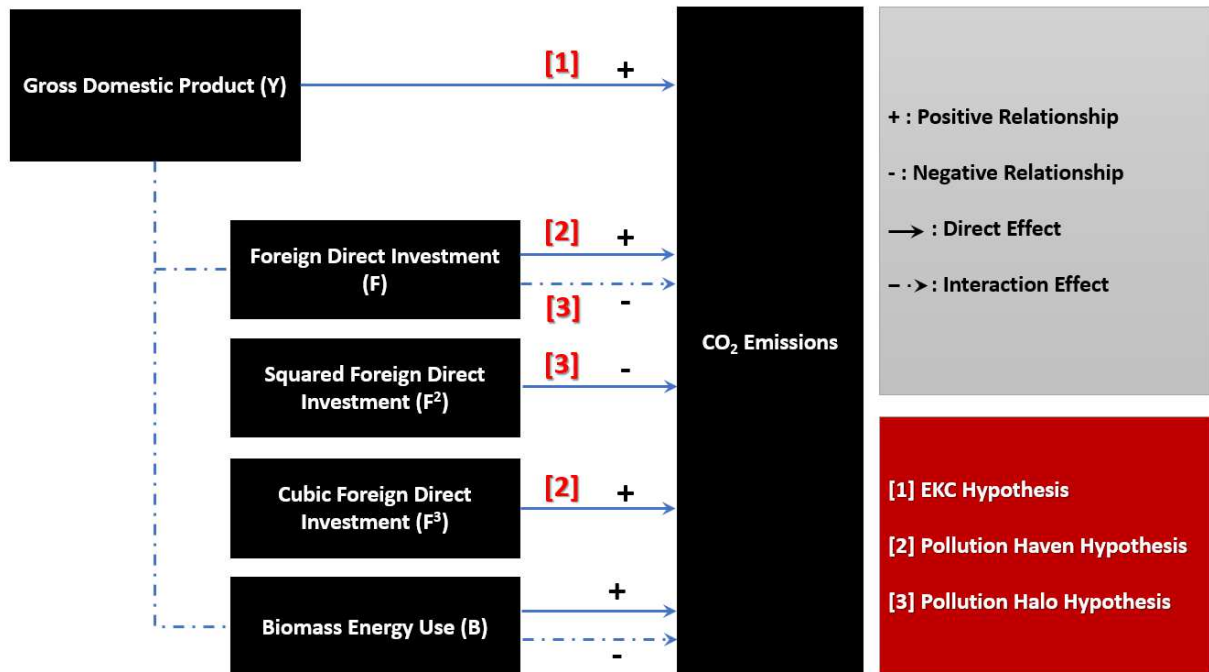 Gross Domestic Product (Y)
[1] +
Foreign Direct Investment
(F)
[2] +
[3] -
Squared Foreign Direct
Investment (F²)
[3] -
Cubic Foreign Direct
Investment (F³)
[2] +
Biomass Energy Use (B)
+
-
CO₂ Emissions
+ : Positive Relationship
- : Negative Relationship
: Direct Effect
: Interaction Effect
[1] EKC Hypothesis
[2] Pollution Haven Hypothesis
[3] Pollution Halo Hypothesis